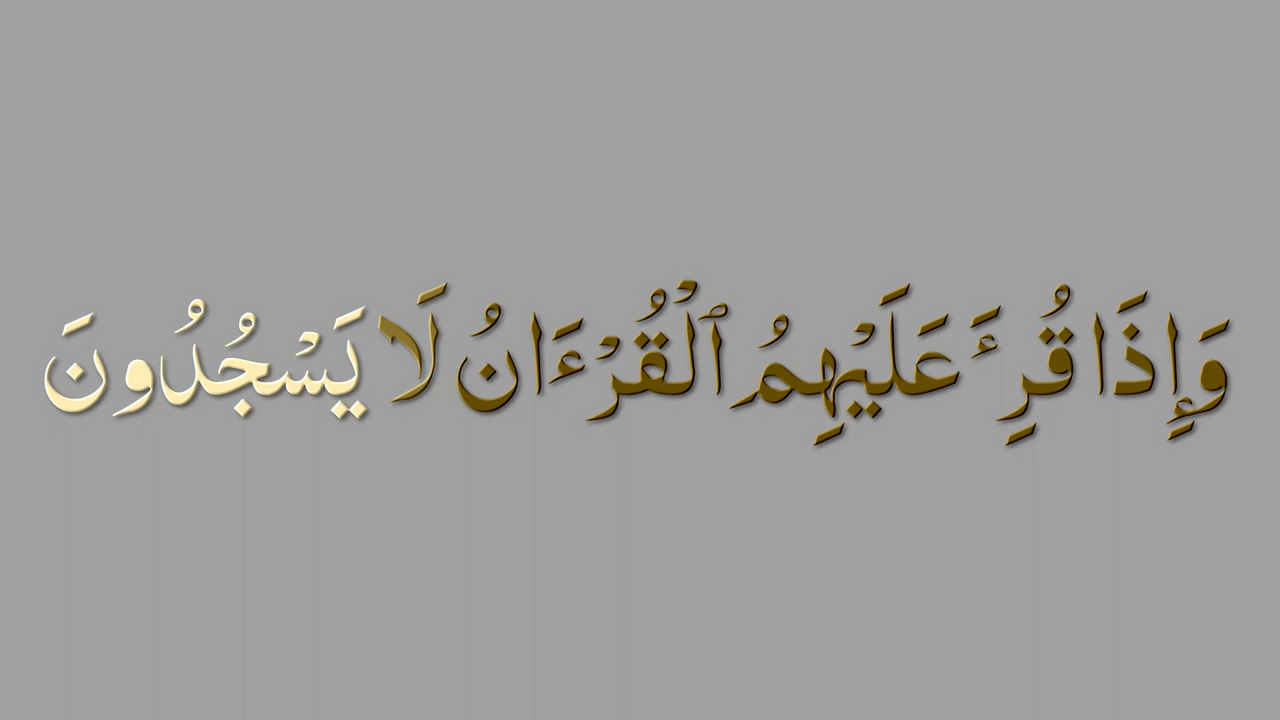 وَإِذَا قُرِءَ عَلَيْهِمُ ٱلْقُرْءَانُ لَا يَسْجُدُونَ